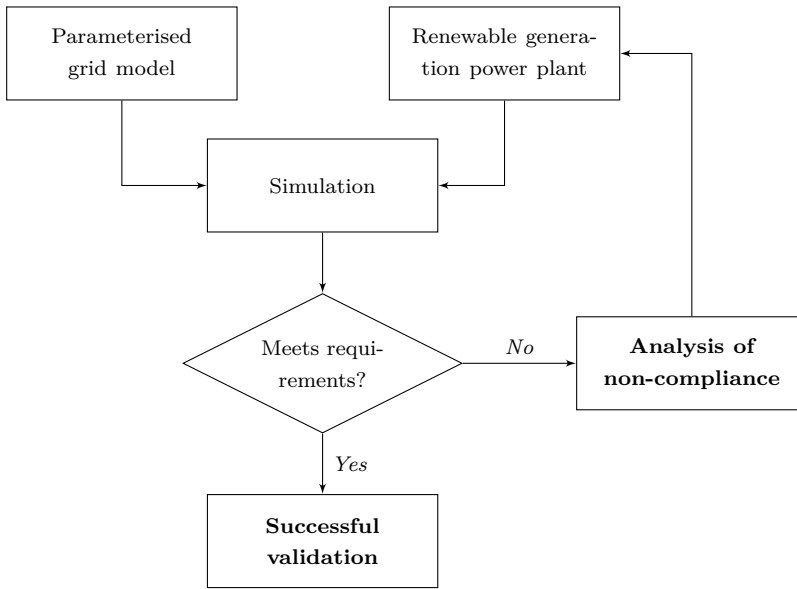 Parameterised
grid model
Renewable genera-
tion power plant
Simulation
Meets requi-
rements?
No
Analysis of
non-compliance
Yes
Successful
validation